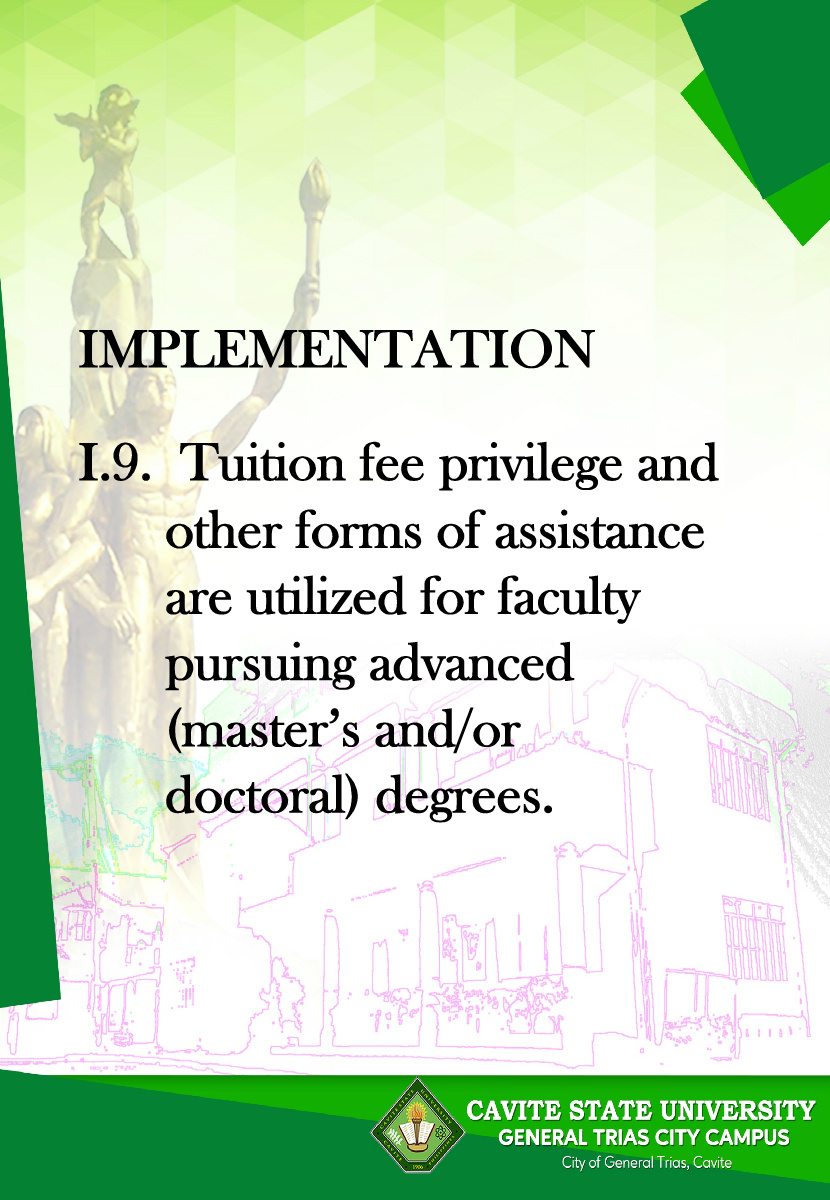 IMPLEMENTATION
I.9. Tuition fee privilege and
other forms of assistance
are utilized for faculty
pursuing advanced
(master’s and/or
doctoral) degrees.
CAVITE STATE UNIVERSITY
GENERAL TRIAS CITY CAMPUS
City of General Trias, Cavite
1906